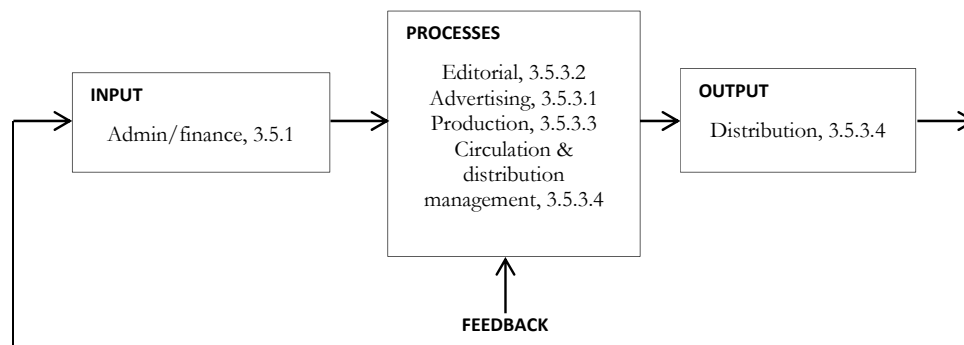 INPUT
Admin/finance, 3.5.1
PROCESSES
Editorial, 3.5.3.2
Advertising, 3.5.3.1
Production, 3.5.3.3
Circulation &
distribution
management, 3.5.3.4
OUTPUT
Distribution, 3.5.3.4
FEEDBACK